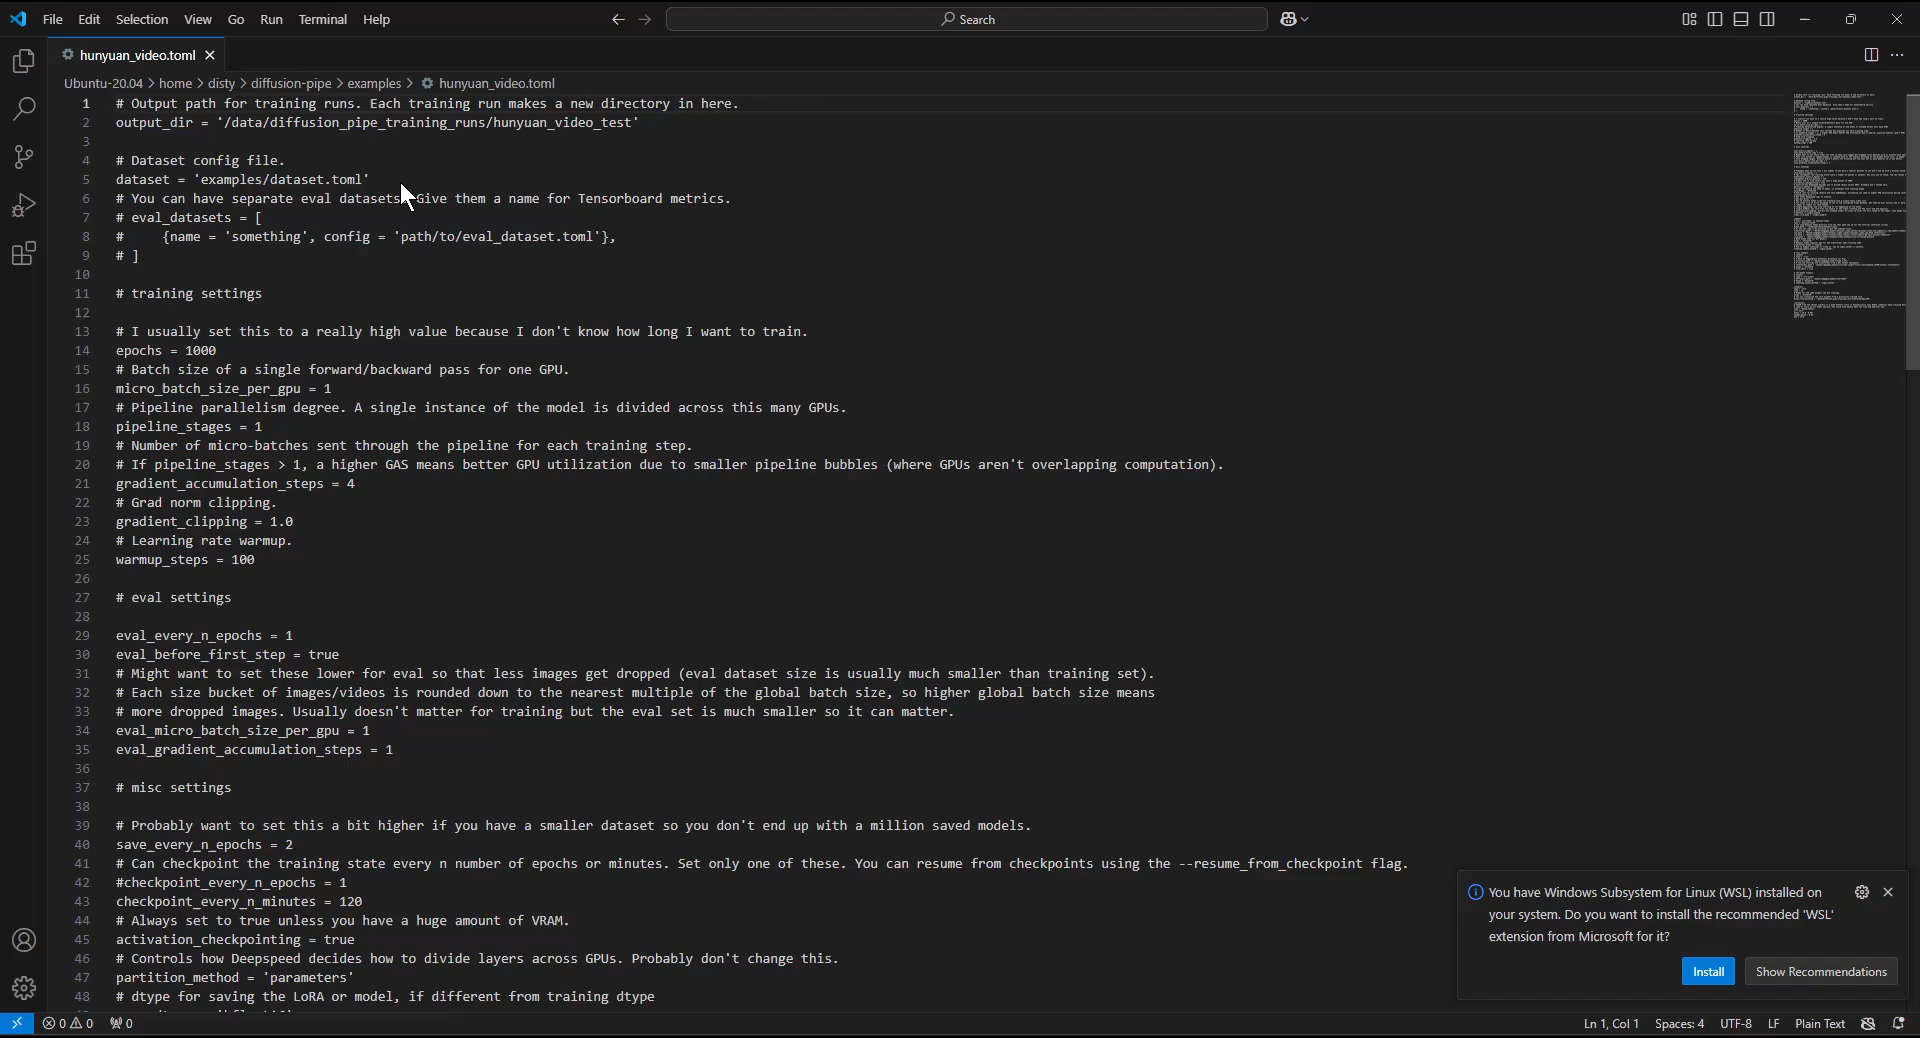 File Edit Selection View Go Run Terminal Help
Search
hunyuan_video.toml
Ubuntu-20.04 > home > disty > diffusion-pipe > examples > hunyuan_video.toml
1 # Output path for training runs. Each training run makes a new directory in here.
2 output_dir = '/data/diffusion_pipe_training_runs/hunyuan_video_test'
3
4 # Dataset config file.
5 dataset = 'examples/dataset.toml'
6 # You can have separate eval datasets Give them a name for Tensorboard metrics.
7 # eval_datasets = [
8 #     {name = 'something', config = 'path/to/eval_dataset.toml'},
9 # ]
10
11 # training settings
12
13 # I usually set this to a really high value because I don't know how long I want to train.
14 epochs = 1000
15 # Batch size of a single forward/backward pass for one GPU.
16 micro_batch_size_per_gpu = 1
17 # Pipeline parallelism degree. A single instance of the model is divided across this many GPUs.
18 pipeline_stages = 1
19 # Number of micro-batches sent through the pipeline for each training step.
20 # If pipeline_stages > 1, a higher GAS means better GPU utilization due to smaller pipeline bubbles (where GPUs aren't overlapping computation).
21 gradient_accumulation_steps = 4
22 # Grad norm clipping.
23 gradient_clipping = 1.0
24 # Learning rate warmup.
25 warmup_steps = 100
26
27 # eval settings
28
29 eval_every_n_epochs = 1
30 eval_before_first_step = true
31 # Might want to set these lower for eval so that less images get dropped (eval dataset size is usually much smaller than training set).
32 # Each size bucket of images/videos is rounded down to the nearest multiple of the global batch size, so higher global batch size means
33 # more dropped images. Usually doesn't matter for training but the eval set is much smaller so it can matter.
34 eval_micro_batch_size_per_gpu = 1
35 eval_gradient_accumulation_steps = 1
36
37 # misc settings
38
39 # Probably want to set this a bit higher if you have a smaller dataset so you don't end up with a million saved models.
40 save_every_n_epochs = 2
41 # Can checkpoint the training state every n number of epochs or minutes. Set only one of these. You can resume from checkpoints using the --resume_from_checkpoint flag.
42 #checkpoint_every_n_epochs = 1
43 checkpoint_every_n_minutes = 120
44 # Always set to true unless you have a huge amount of VRAM.
45 activation_checkpointing = true
46 # Controls how Deepspeed decides how to divide layers across GPUs. Probably don't change this.
47 partition_method = 'parameters'
48 # dtype for saving the LoRA or model, if different from training dtype
You have Windows Subsystem for Linux (WSL) installed on
your system. Do you want to install the recommended 'WSL'
extension from Microsoft for it?
Install Show Recommendations
0 0 0 Ln 1, Col 1 Spaces: 4 UTF-8 LF Plain Text